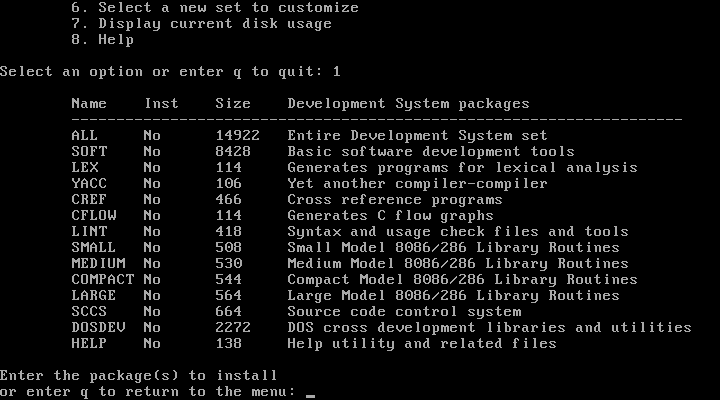 6. Select a new set to customize
7. Display current disk usage
8. Help
Select an option or enter q to quit: 1
Name Inst Size Development System packages
--------------------------------------------------------------------
ALL No 14922 Entire Development System set
SOFT No 8428 Basic software development tools
LEX No 114 Generates programs for lexical analysis
YACC No 106 Yet another compiler-compiler
CREF No 466 Cross reference programs
CFLOW No 114 Generates C flow graphs
LINT No 418 Syntax and usage check files and tools
SMALL No 508 Small Model 8086/286 Library Routines
MEDIUM No 530 Medium Model 8086/286 Library Routines
COMPACT No 544 Compact Model 8086/286 Library Routines
LARGE No 564 Large Model 8086/286 Library Routines
SCCS No 664 Source code control system
DOSDEV No 2272 DOS cross development libraries and utilities
HELP No 138 Help utility and related files
Enter the package(s) to install
or enter q to return to the menu: _